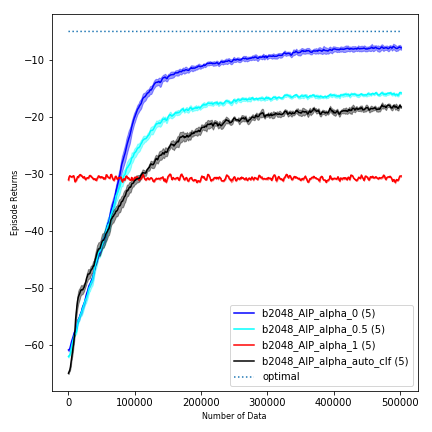 −10
−20
−30
−40
−50
−60
Episode Returns
0
100000
200000
300000
400000
500000
Number of Data
b2048_AIP_alpha_0 (5)
b2048_AIP_alpha_0.5 (5)
b2048_AIP_alpha_1 (5)
b2048_AIP_alpha_auto_clf (5)
optimal